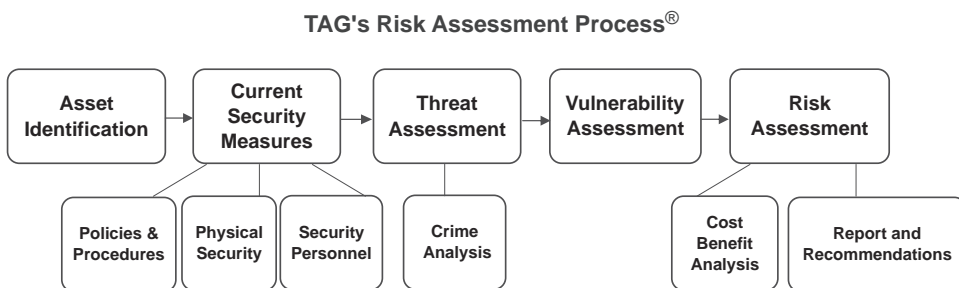 TAG's Risk Assessment Process®
Asset
Identification
Current
Security
Measures
Threat
Assessment
Vulnerability
Assessment
Risk
Assessment
Policies &
Procedures
Physical
Security
Security
Personnel
Crime
Analysis
Cost
Benefit
Analysis
Report and
Recommendations